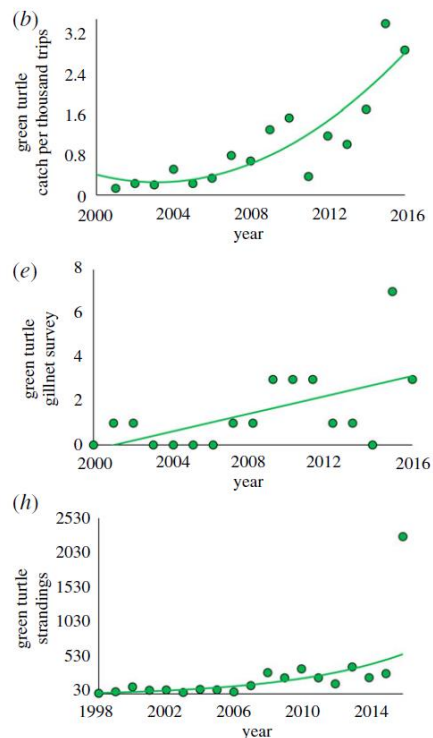 (b)
green turtle
catch per thousand trips
3.2
2.4
1.6
0.8
0
2000 2004 2008 2012 2016
year
(e)
green turtle
gillnet survey
8
6
4
2
0
2000 2004 2008 2012 2016
year
(h)
green turtle
strandings
2530
2030
1530
1030
530
30
1998 2002 2006 2010 2014
year